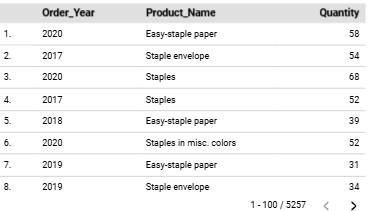 Order_Year Product_Name Quantity
1. 2020 Easy-staple paper 58
2. 2017 Staple envelope 54
3. 2020 Staples 68
4. 2017 Staples 52
5. 2018 Easy-staple paper 39
6. 2020 Staples in misc. colors 52
7. 2019 Easy-staple paper 31
8. 2019 Staple envelope 34
1 - 100 / 5257 < >